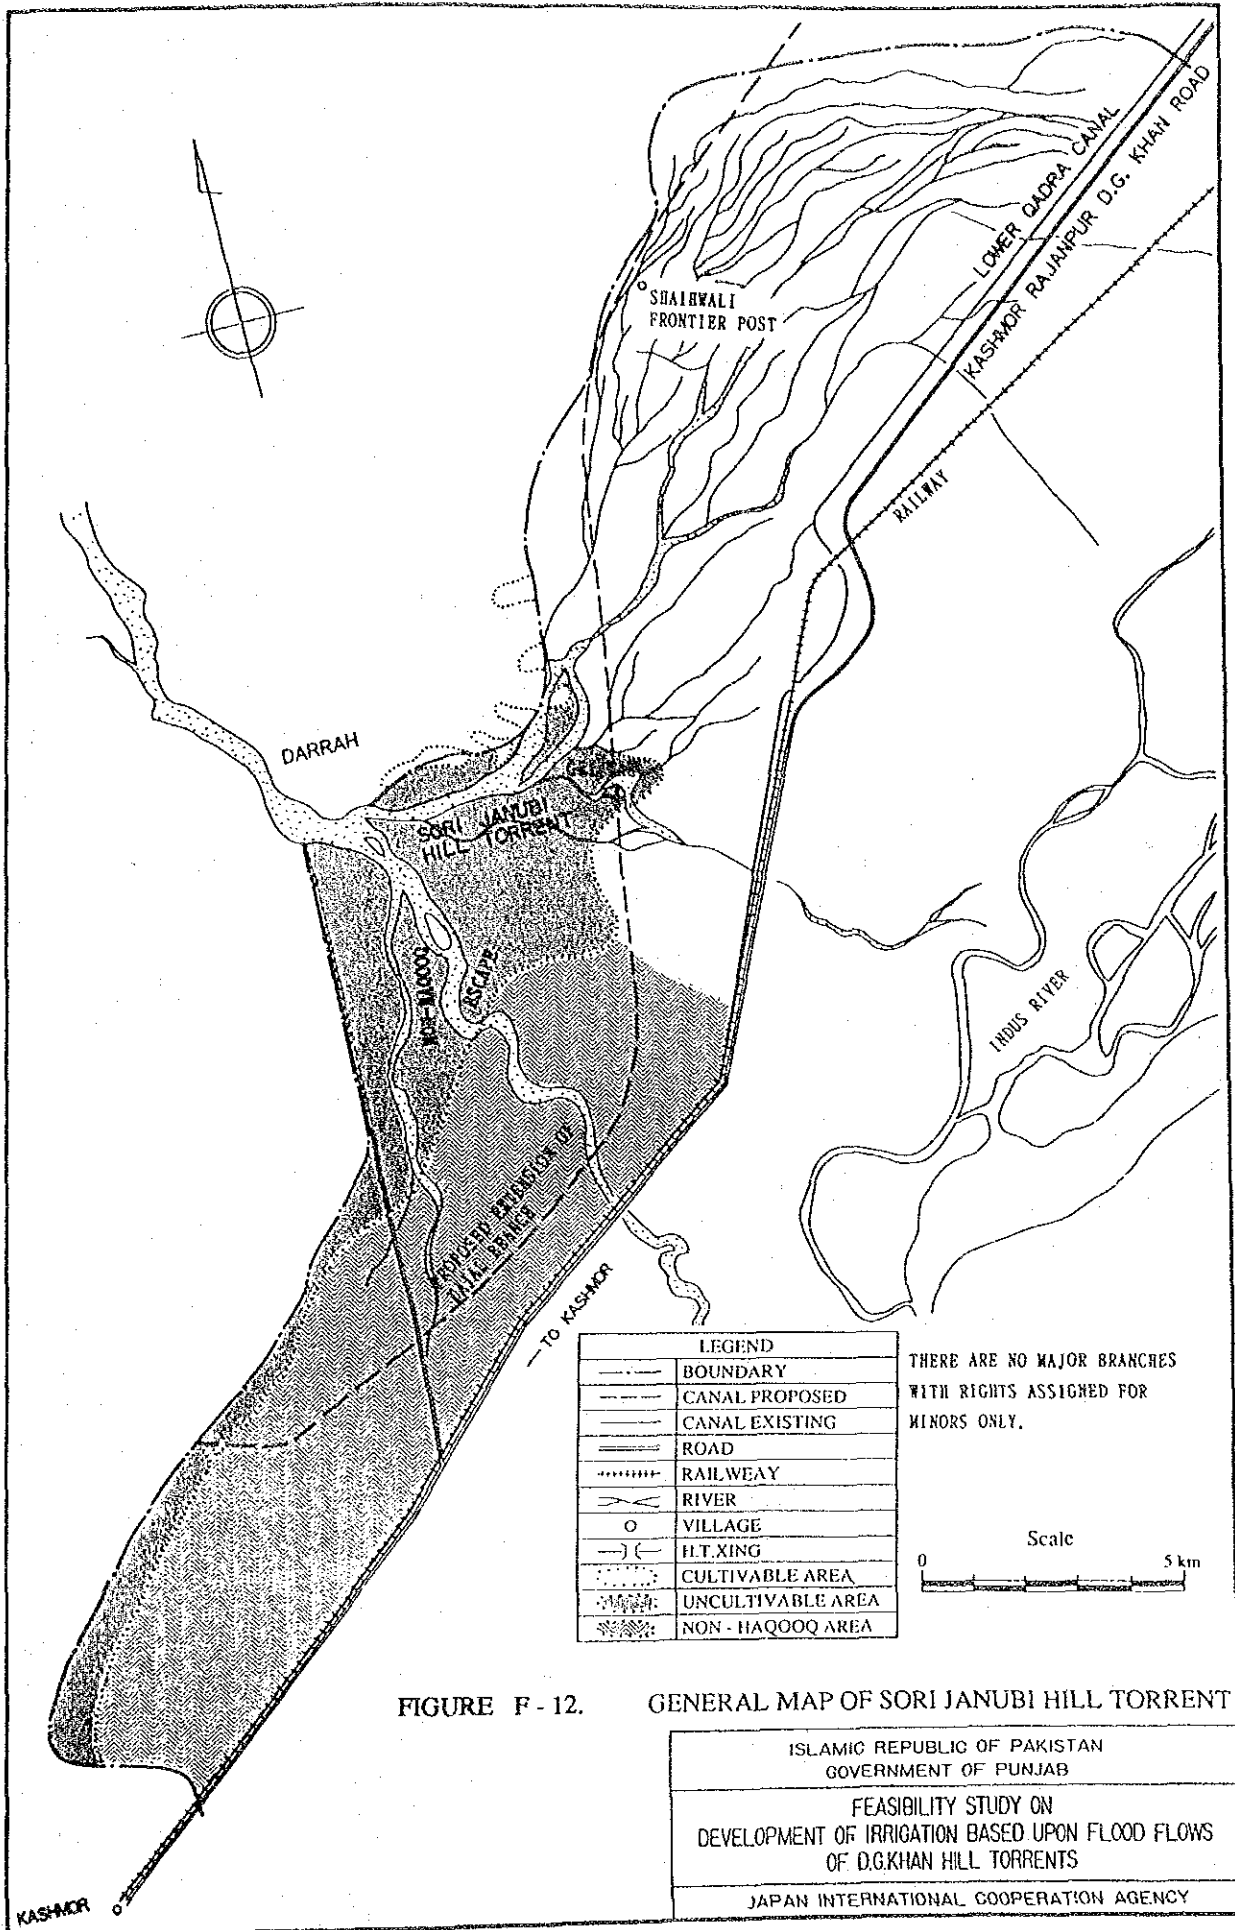 LOWER QADRA CANAL
KASHMOR RAJANPUR D.G. KHAN ROAD
SHAIHWALI
FRONTIER POST
RAILWAY
DARRAH
SORI JANUBI
HILL TORRENT
NON-HAQOOQ
ESCAPE
INDUS RIVER
PROPOSED EXTENSION OF
DAJAL BRANCH
TO KASHMOR
LEGEND
BOUNDARY
CANAL PROPOSED
CANAL EXISTING
ROAD
RAILWEAY
RIVER
VILLAGE
H.T.XING
CULTIVABLE AREA
UNCULTIVABLE AREA
NON - HAQOOQ AREA
THERE ARE NO MAJOR BRANCHES
WITH RIGHTS ASSIGNED FOR
MINORS ONLY.
Scale
0 5 km
FIGURE F - 12. GENERAL MAP OF SORI JANUBI HILL TORRENT
ISLAMIC REPUBLIC OF PAKISTAN
GOVERNMENT OF PUNJAB
FEASIBILITY STUDY ON
DEVELOPMENT OF IRRIGATION BASED UPON FLOOD FLOWS
OF D.G.KHAN HILL TORRENTS
JAPAN INTERNATIONAL COOPERATION AGENCY
KASHMOR